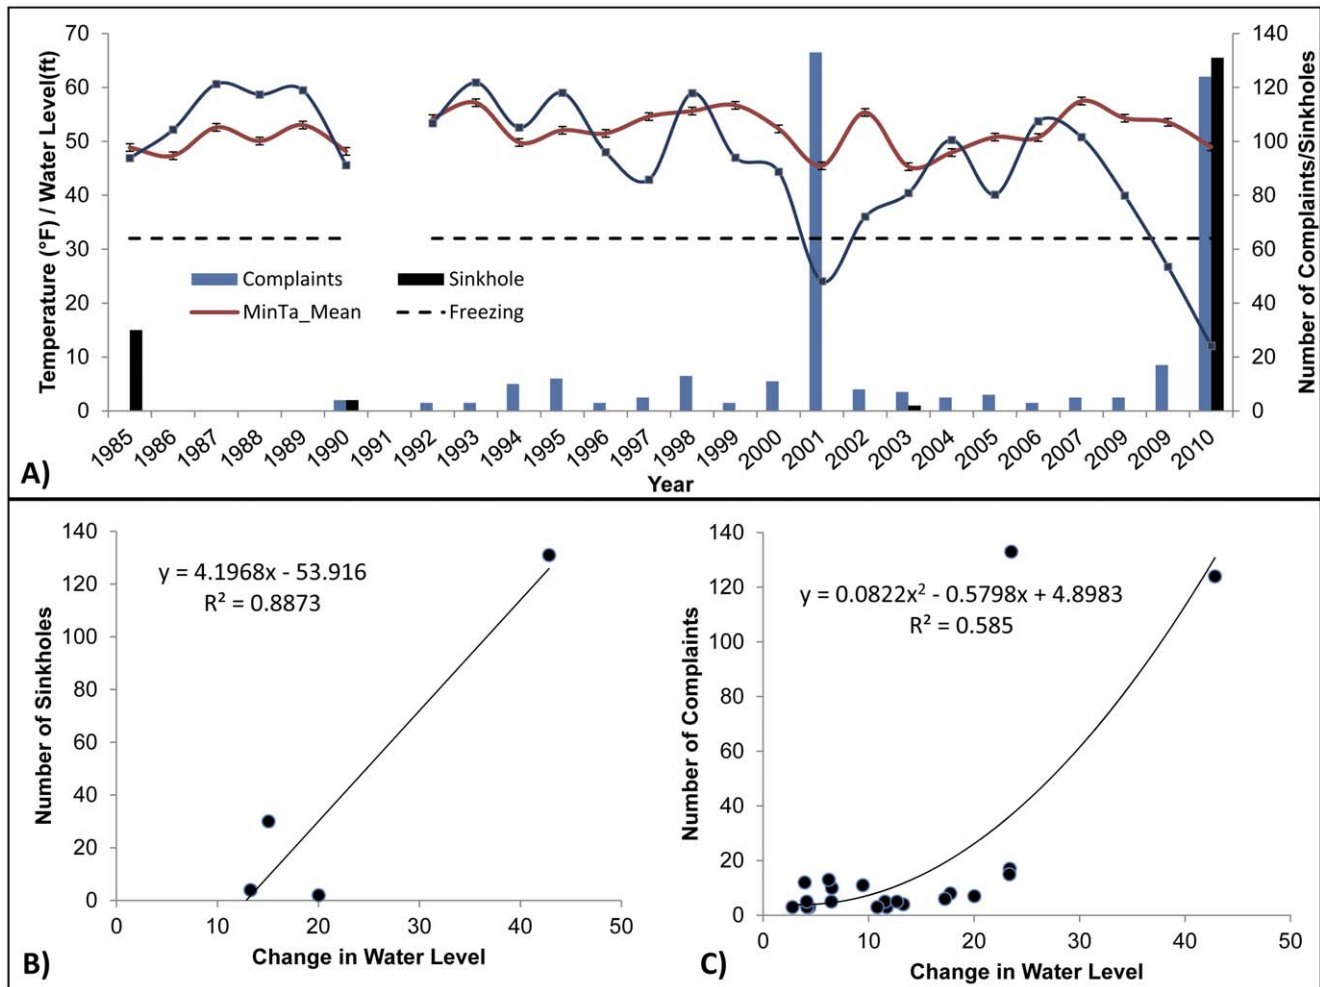 70
60
50
40
30
20
10
0
Temperature (°F) / Water Level(ft)
140
120
100
80
60
40
20
0
Number of Complaints/Sinkholes
Complaints
Sinkhole
MinTa_Mean
Freezing
1985 1986 1987 1988 1989 1990 1991 1992 1993 1994 1995 1996 1997 1998 1999 2000 2001 2002 2003 2004 2005 2006 2007 2009 2009 2010
Year
A)
140
120
100
80
60
40
20
0
Number of Sinkholes
y = 4.1968x - 53.916
R² = 0.8873
0 10 20 30 40 50
Change in Water Level
B)
140
120
100
80
60
40
20
0
Number of Complaints
y = 0.0822x² - 0.5798x + 4.8983
R² = 0.585
0 10 20 30 40 50
Change in Water Level
C)